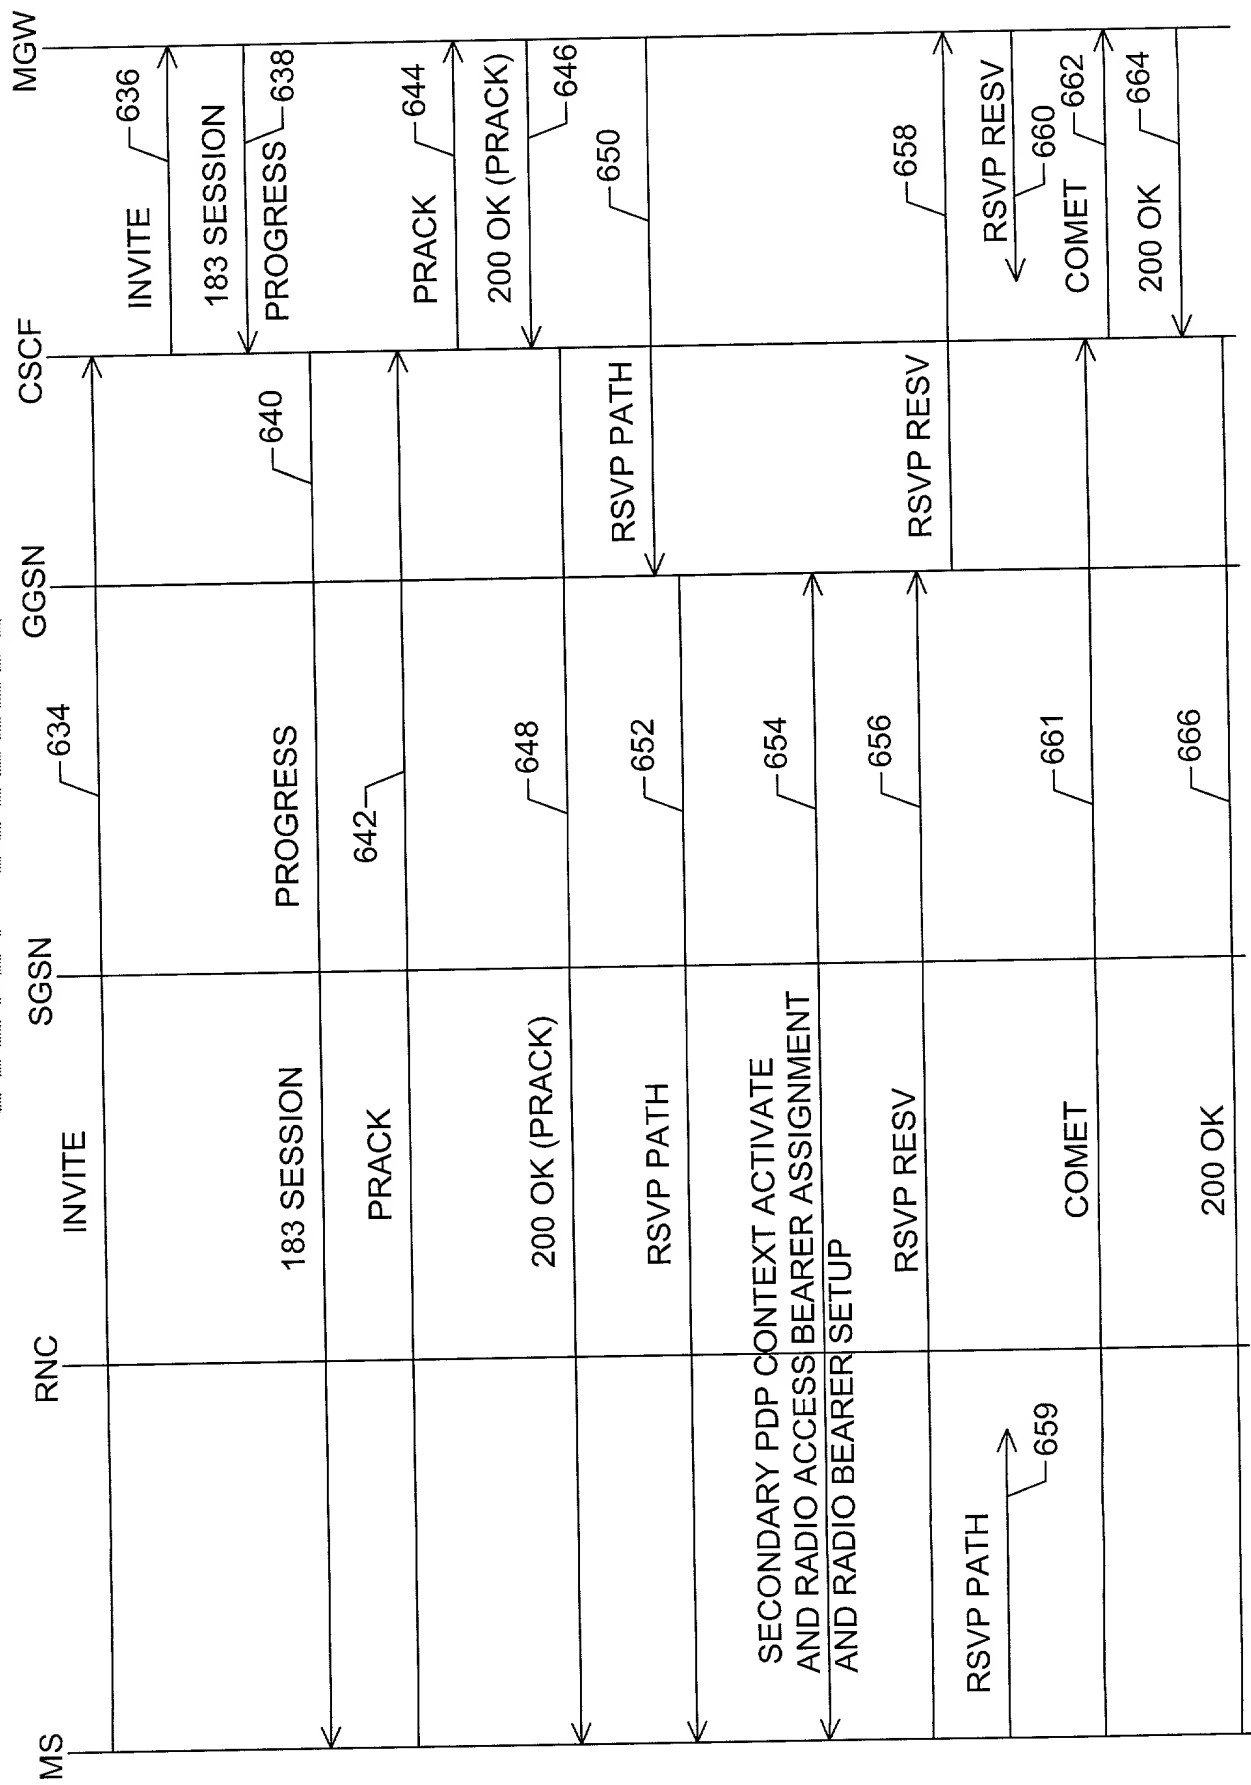 MS
RNC
SGSN
GGSN
CSCF
MGW
INVITE
634
INVITE
636
183 SESSION
PROGRESS
638
183 SESSION
PROGRESS
640
PRACK
642
PRACK
644
200 OK (PRACK)
646
200 OK (PRACK)
648
RSVP PATH
650
RSVP PATH
652
SECONDARY PDP CONTEXT ACTIVATE
AND RADIO ACCESS BEARER ASSIGNMENT
AND RADIO BEARER SETUP
654
RSVP RESV
656
RSVP RESV
658
RSVP PATH
659
RSVP RESV
660
COMET
661
COMET
662
200 OK
664
200 OK
666